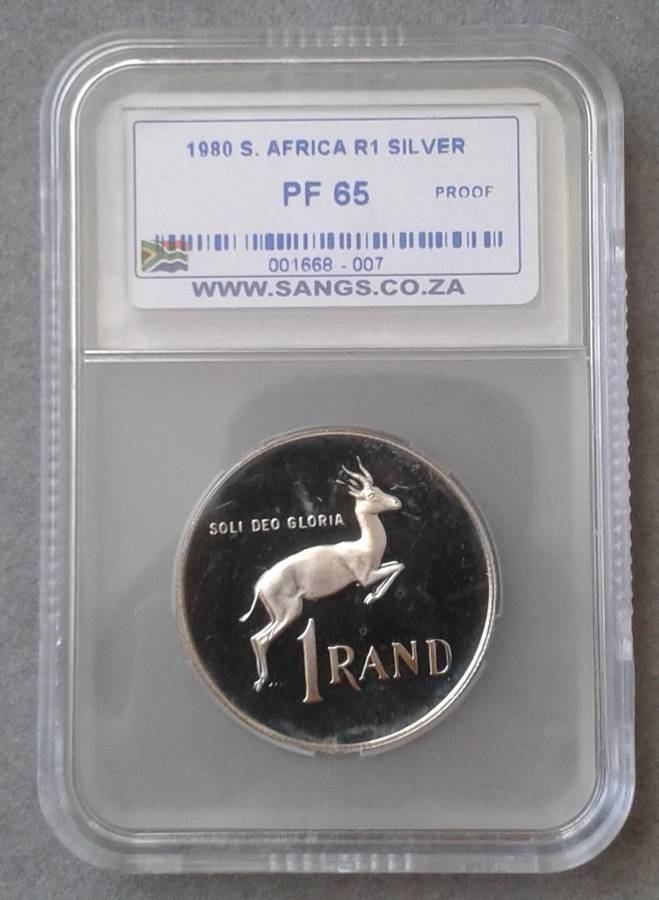 1980 S. AFRICA R1 SILVER
PF 65 PROOF
001668 - 007
WWW.SANGS.CO.ZA
SOLI DEO GLORIA
1 RAND